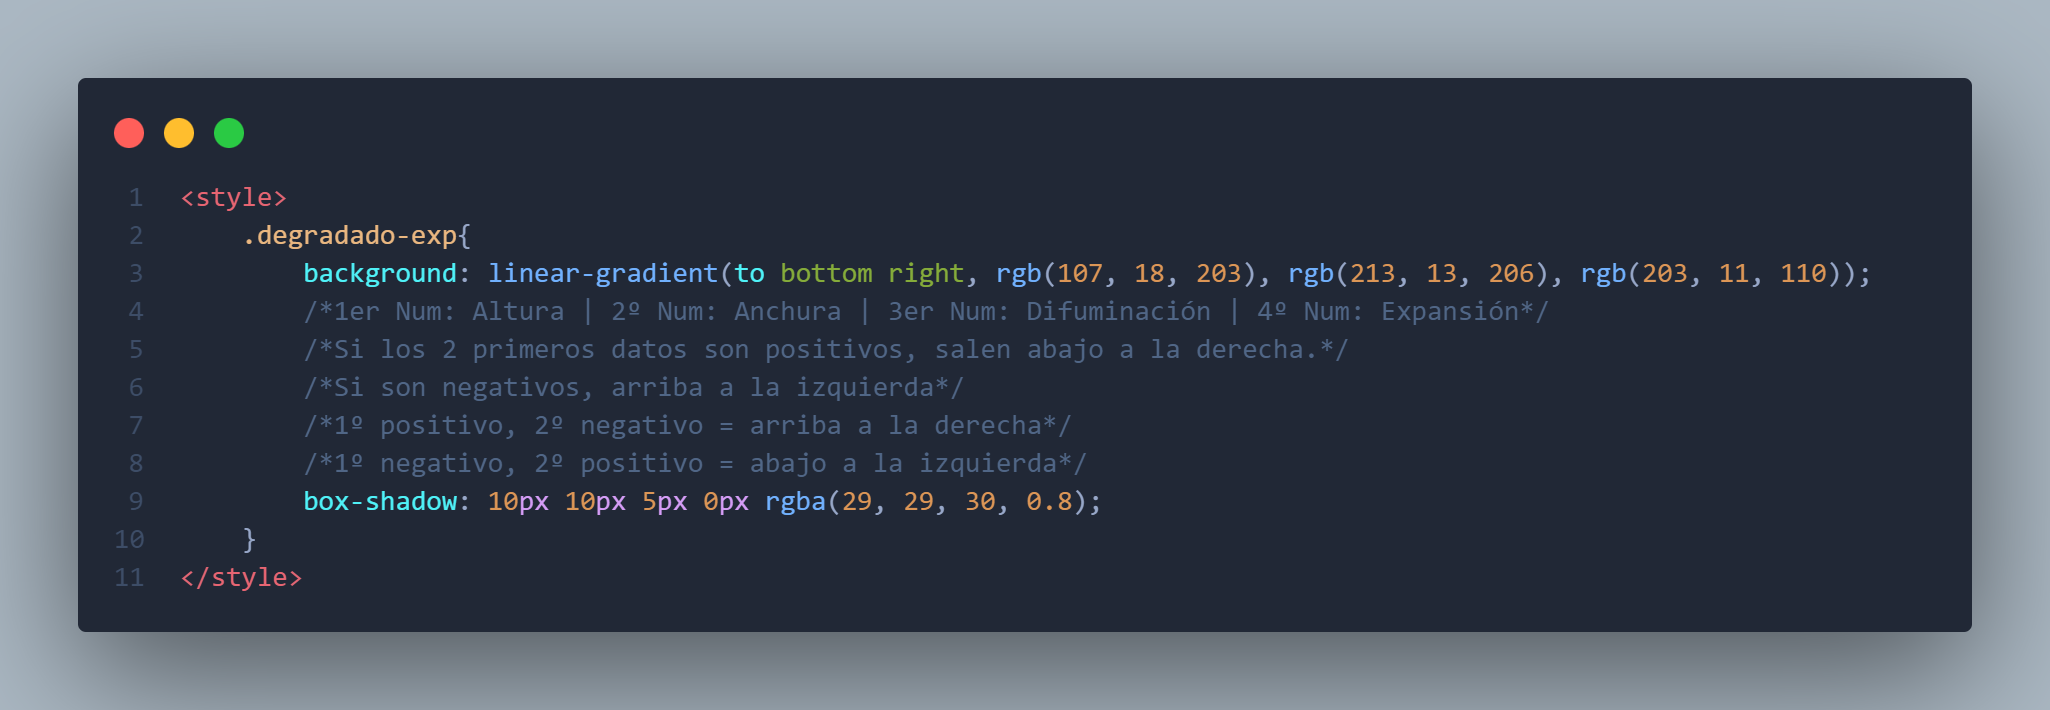 1 <style>
2 .degradado-exp{
3 background: linear-gradient(to bottom right, rgb(107, 18, 203), rgb(213, 13, 206), rgb(203, 11, 110));
4 /*1er Num: Altura | 2º Num: Anchura | 3er Num: Difuminación | 4º Num: Expansión*/
5 /*Si los 2 primeros datos son positivos, salen abajo a la derecha.*/
6 /*Si son negativos, arriba a la izquierda*/
7 /*1º positivo, 2º negativo = arriba a la derecha*/
8 /*1º negativo, 2º positivo = abajo a la izquierda*/
9 box-shadow: 10px 10px 5px 0px rgba(29, 29, 30, 0.8);
10 }
11 </style>